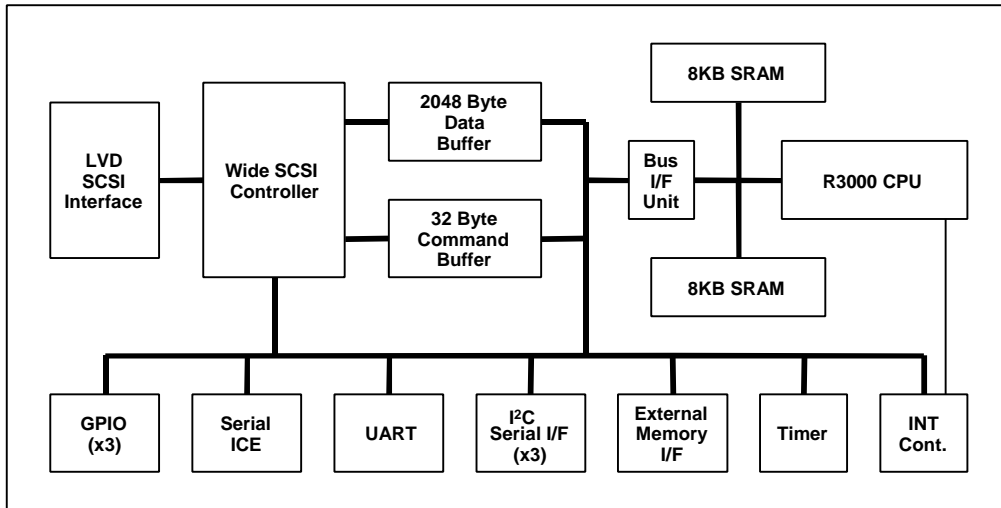 8KB SRAM
2048 Byte
Data
Buffer
LVD
SCSI
Interface
Wide SCSI
Controller
Bus
I/F
Unit
R3000 CPU
32 Byte
Command
Buffer
8KB SRAM
GPIO
(x3)
Serial
ICE
UART
I²C
Serial I/F
(x3)
External
Memory
I/F
Timer
INT
Cont.